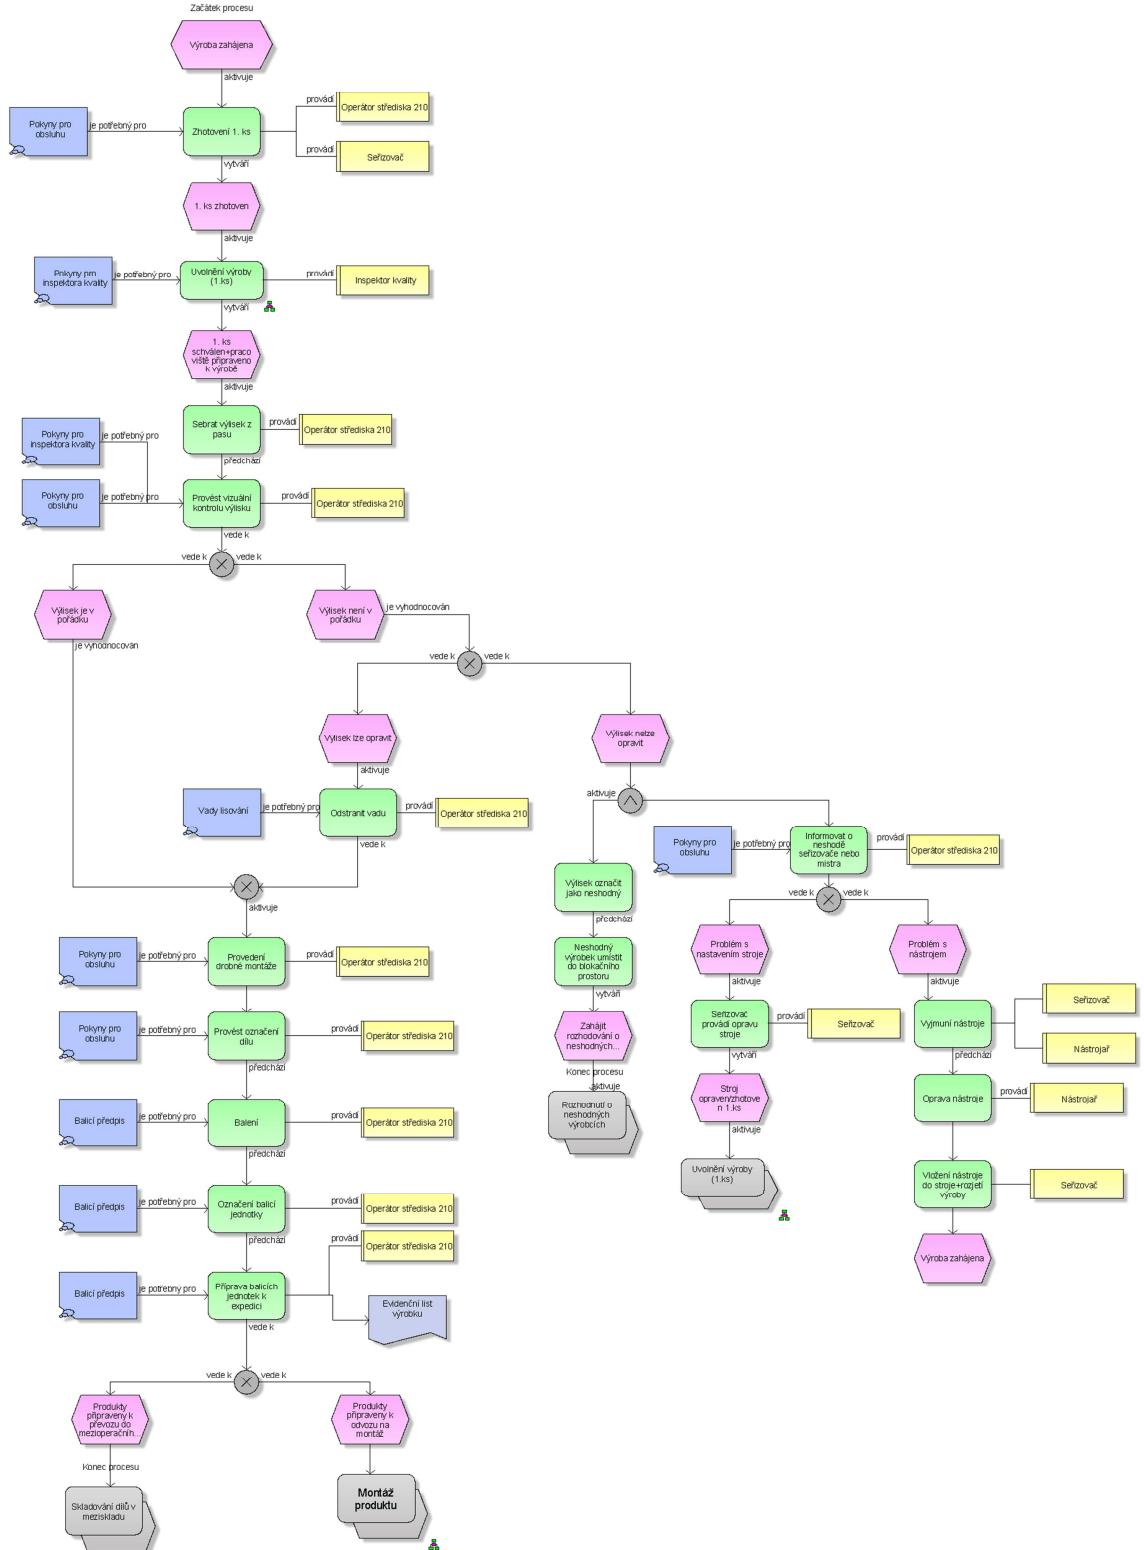 Začátek procesu
Výroba zahájena
aktivuje
Pokyny pro
obsluhu
je potřebný pro
Zhotovení 1. ks
provádí
Operátor střediska 210
provádí
Seřizovač
vytváří
1. ks zhotoven
aktivuje
Pokyny pro
inspektora kvality
je potřebný pro
Uvolnění výroby
(1.ks)
provádí
Inspektor kvality
vytváří
1. ks
schválen+praco
viště připraveno
k výrobě
aktivuje
Sebrat výlisek z
pasu
provádí
Operátor střediska 210
předchází
Pokyny pro
inspektora kvality
je potřebný pro
Pokyny pro
obsluhu
je potřebný pro
Provést vizuální
kontrolu výlisku
provádí
Operátor střediska 210
vede k
vede k
vede k
Výlisek je v
pořádku
je vyhodnocován
Výlisek není v
pořádku
je vyhodnocován
vede k
vede k
Výlisek lze opravit
aktivuje
Výlisek nelze
opravit
aktivuje
Vady lisování
je potřebný pro
Odstranit vadu
provádí
Operátor střediska 210
vede k
Pokyny pro
obsluhu
je potřebný pro
Informovat o
neshodě
seřizovače nebo
mistra
provádí
Operátor střediska 210
vede k
vede k
Výlisek označit
jako neshodný
předchází
Neshodný
výrobek umístit
do blokačního
prostoru
vytváří
Zahájit
rozhodování o
neshodných...
Konec procesu
aktivuje
Rozhodnutí o
neshodných
výrobcích
Problém s
nastavením stroje
aktivuje
Seřizovač
provádí opravu
stroje
provádí
Seřizovač
vytváří
Stroj
opraven/zhotove
n 1.ks
aktivuje
Uvolnění výroby
(1.ks)
Problém s
nástrojem
aktivuje
Vyjmuní nástroje
Seřizovač
Nástrojař
předchází
Oprava nástroje
provádí
Nástrojař
Vložení nástroje
do stroje+rozjetí
výroby
Seřizovač
Výroba zahájena
aktivuje
Pokyny pro
obsluhu
je potřebný pro
Provedení
drobné montáže
provádí
Operátor střediska 210
Pokyny pro
obsluhu
je potřebný pro
Provést označení
dílu
provádí
Operátor střediska 210
předchází
Balicí předpis
je potřebný pro
Balení
provádí
Operátor střediska 210
předchází
Balicí předpis
je potřebný pro
Označení balicí
jednotky
provádí
Operátor střediska 210
předchází
provádí
Operátor střediska 210
Balicí předpis
je potřebný pro
Příprava balicích
jednotek k
expedici
Evidenční list
výrobku
vede k
vede k
vede k
Produkty
připraveny k
převozu do
mezioperačníh...
Konec procesu
Skladování dílů v
meziskladu
Produkty
připraveny k
odvozu na
montáž
Montáž
produktu